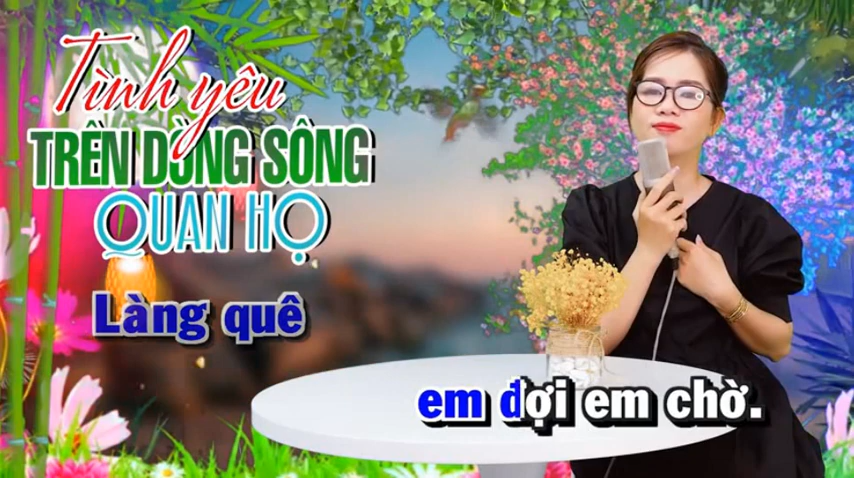 Tình yêu
TRÊN DÒNG SÔNG
QUAN HỌ
Làng quê
em đợi em chờ.